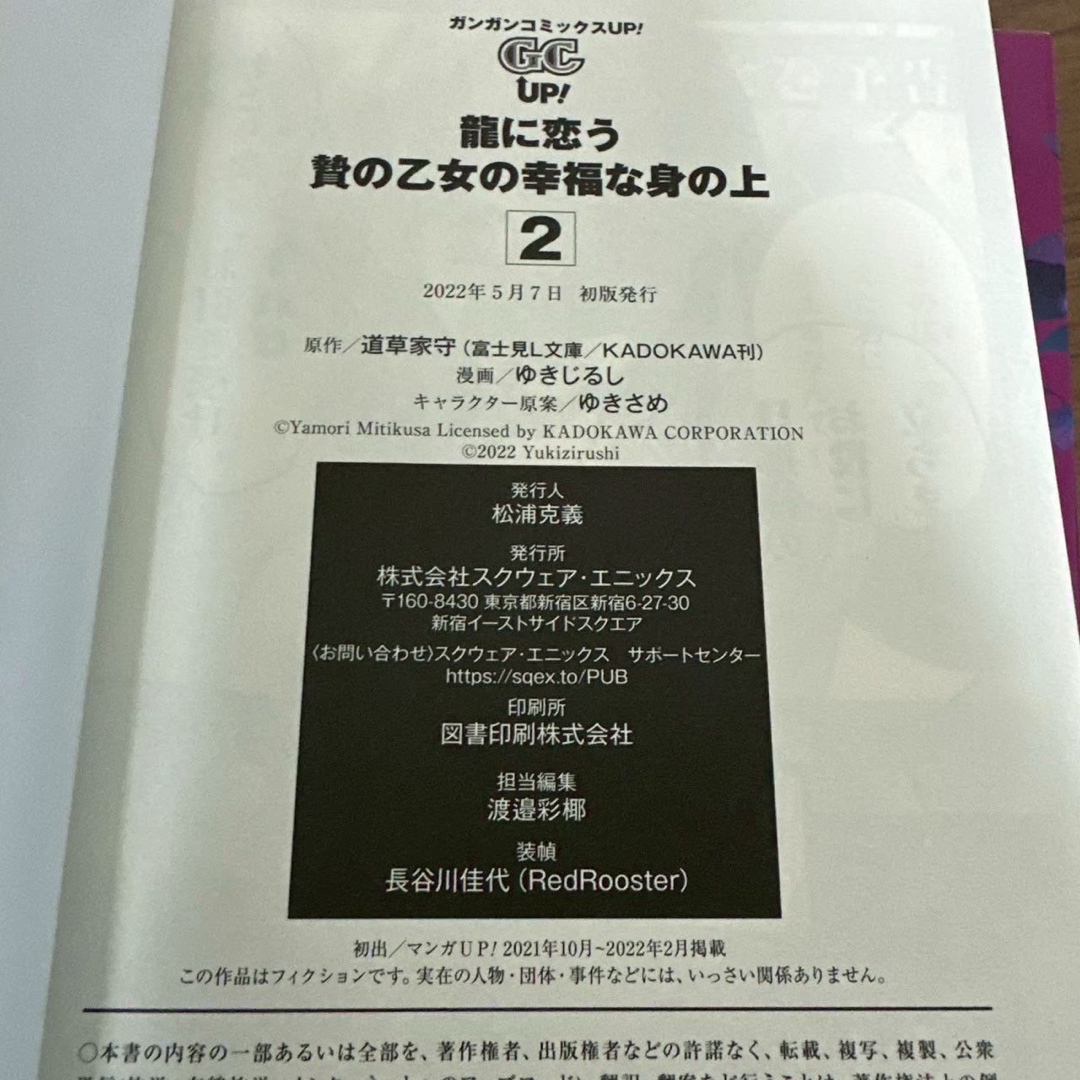 ガンガンコミックスUP!
GC
UP!
龍に恋う
贄の乙女の幸福な身の上
2
2022年5月7日 初版発行
原作／道草家守（富士見L文庫／KADOKAWA刊）
漫画／ゆきじるし
キャラクター原案／ゆきさめ
©Yamori Mitikusa Licensed by KADOKAWA CORPORATION
©2022 Yukizirushi
発行人
松浦克義
発行所
株式会社スクウェア・エニックス
〒160-8430 東京都新宿区新宿6-27-30
新宿イーストサイドスクエア
〈お問い合わせ〉スクウェア・エニックス サポートセンター
https://sqex.to/PUB
印刷所
図書印刷株式会社
担当編集
渡邉彩椰
装幀
長谷川佳代（RedRooster）
初出／マンガUP! 2021年10月~2022年2月掲載
この作品はフィクションです。実在の人物・団体・事件などには、いっさい関係ありません。
○本書の内容の一部あるいは全部を、著作権者、出版権者などの許諾なく、転載、複写、複製、公衆